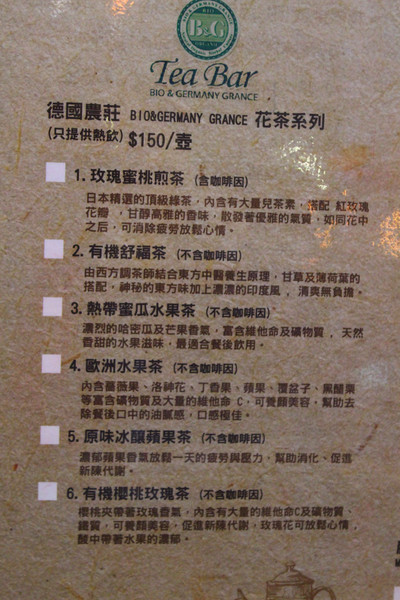 B&G
Tea Bar
BIO & GERMANY GRANCE
德國農莊 BIO&GERMANY GRANCE 花茶系列
(只提供熱飲) $150/壺
1. 玫瑰蜜桃煎茶 (含咖啡因)
日本精選的頂級綠茶,內含有大量兒茶素,搭配 紅玫瑰
花瓣 ,甘醇高雅的香味,散發著優雅的氣質,如同花中
之后,可消除疲勞放鬆心情。
2. 有機舒福茶 (不含咖啡因)
由西方調茶師結合東方中醫養生原理,甘草及薄荷葉的
搭配,神秘的東方味加上濃濃的印度風 ,清爽無負擔。
3. 熱帶蜜瓜水果茶 (不含咖啡因)
濃烈的哈密瓜及芒果香氣,富含維他命及礦物質 ,天然
香甜的水果滋味,最適合餐後飲用。
4. 歐洲水果茶 (不含咖啡因)
內含薔薇果、洛神花、丁香果、蘋果、覆盆子、黑醋栗
等富含礦物質及大量的維他命 C,可養顏美容,幫助去
除餐後口中的油膩感,口感極佳。
5. 原味冰釀蘋果茶 (不含咖啡因)
濃郁蘋果香氣放鬆一天的疲勞與壓力,幫助消化、促進
新陳代謝。
6. 有機櫻桃玫瑰茶 (不含咖啡因)
櫻桃夾帶著玫瑰香氣,內含有大量的維他命C及礦物質、
鐵質,可養顏美容,促進新陳代謝,玫瑰花可放鬆心情,
酸中帶著水果的濃郁。